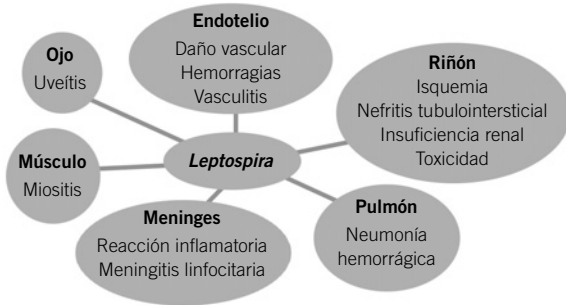 Endotelio
Daño vascular
Hemorragias
Vasculitis
Ojo
Uveítis
Riñón
Isquemia
Nefritis tubulointersticial
Insuficiencia renal
Toxicidad
Leptospira
Músculo
Miositis
Meninges
Reacción inflamatoria
Meningitis linfocitaria
Pulmón
Neumonía
hemorrágica